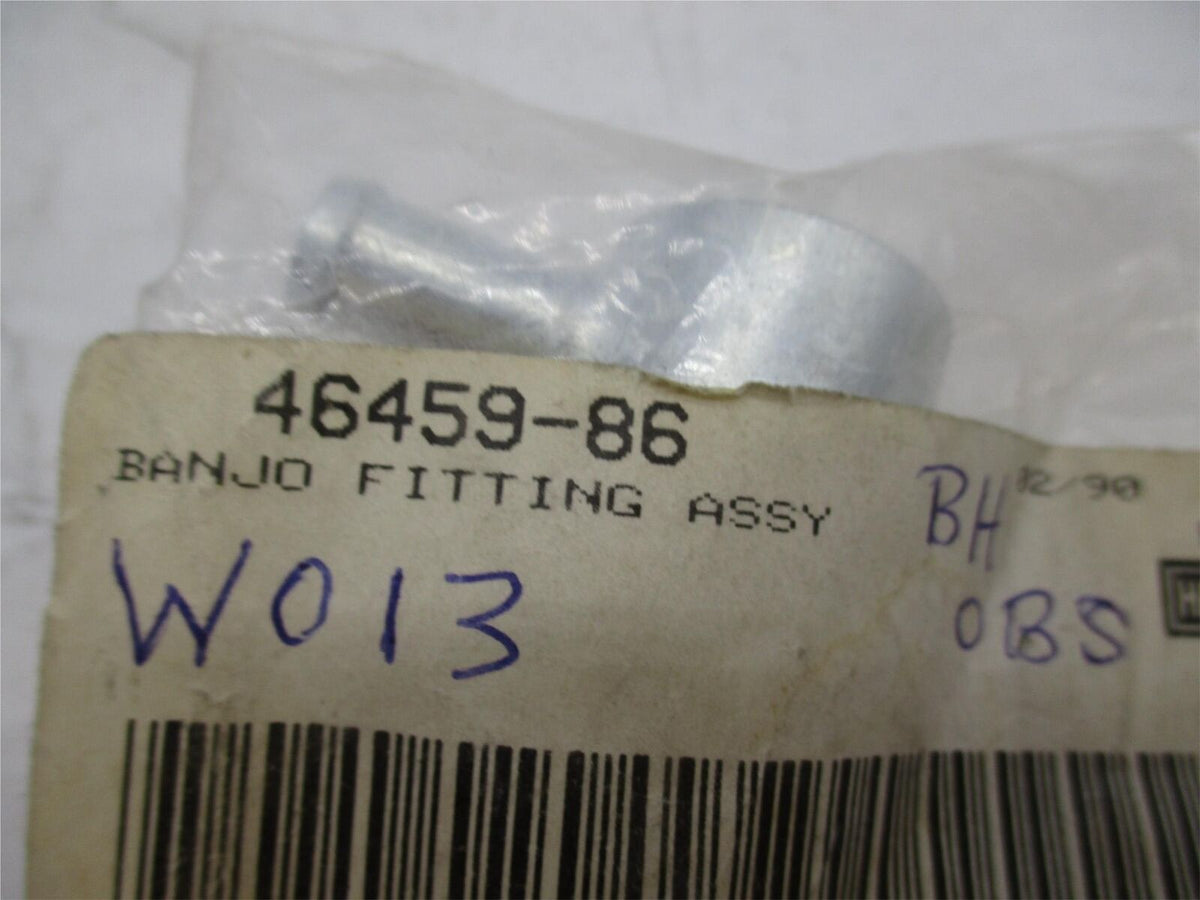 46459-86
BANJO FITTING ASSY
BH
W013
OBS